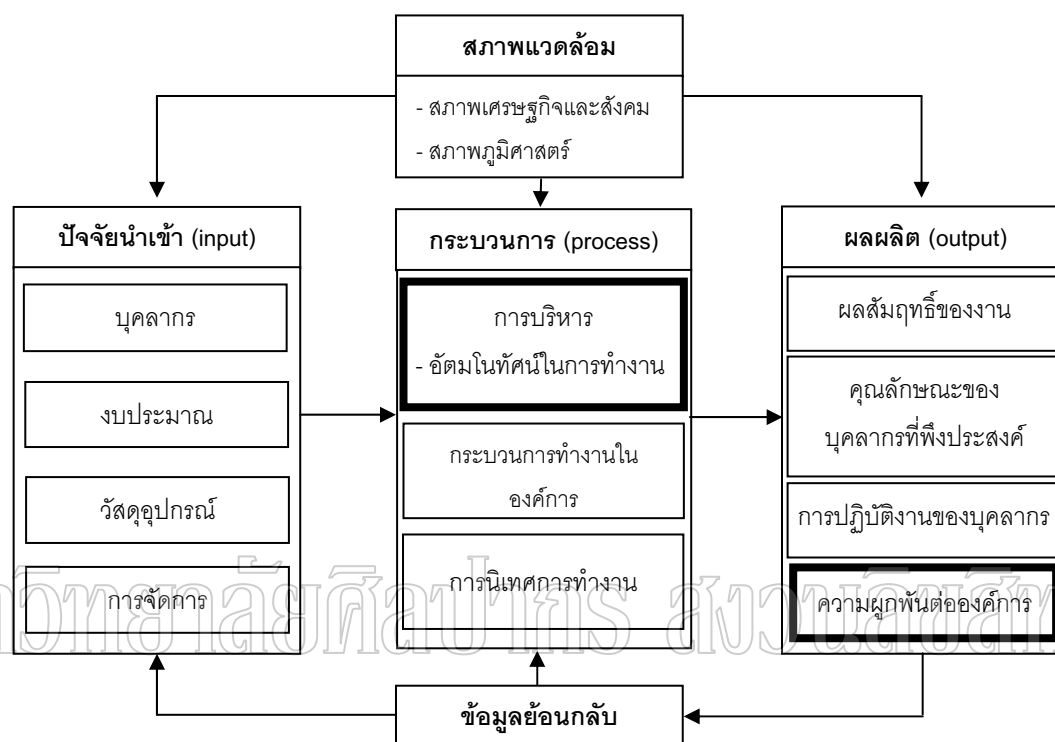 สภาพแวดล้อม
- สภาพเศรษฐกิจและสังคม
- สภาพภูมิศาสตร์
ปัจจัยนำเข้า (input)
บุคลากร
งบประมาณ
วัสดุอุปกรณ์
การจัดการ
กระบวนการ (process)
การบริหาร
- อัตมโนทัศน์ในการทำงาน
กระบวนการทำงานใน
องค์การ
การนิเทศการทำงาน
ผลผลิต (output)
ผลสัมฤทธิ์ของงาน
คุณลักษณะของ
บุคลากรที่พึงประสงค์
การปฏิบัติงานของบุคลากร
ความผูกพันต่อองค์การ
ข้อมูลย้อนกลับ